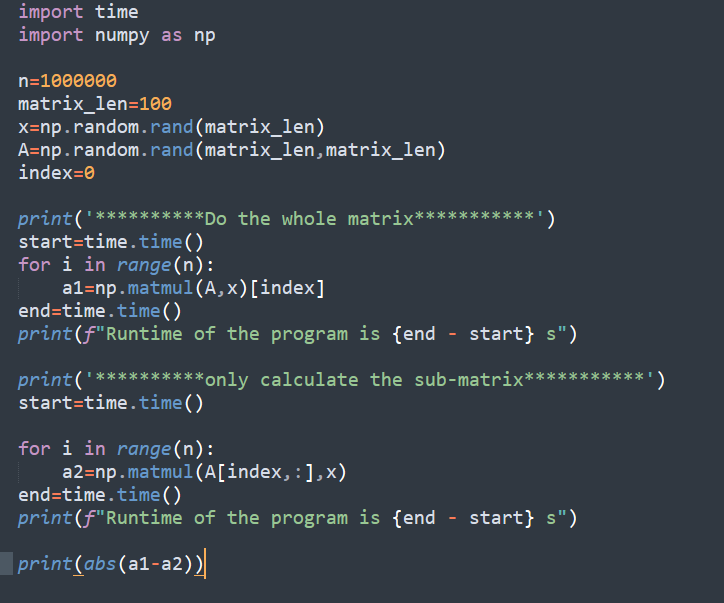 import time
import numpy as np
n=1000000
matrix_len=100
x=np.random.rand(matrix_len)
A=np.random.rand(matrix_len,matrix_len)
index=0
print('**********Do the whole matrix***********')
start=time.time()
for i in range(n):
    a1=np.matmul(A,x)[index]
end=time.time()
print(f"Runtime of the program is {end - start} s")
print('**********only calculate the sub-matrix***********')
start=time.time()
for i in range(n):
    a2=np.matmul(A[index,:],x)
end=time.time()
print(f"Runtime of the program is {end - start} s")
print(abs(a1-a2))